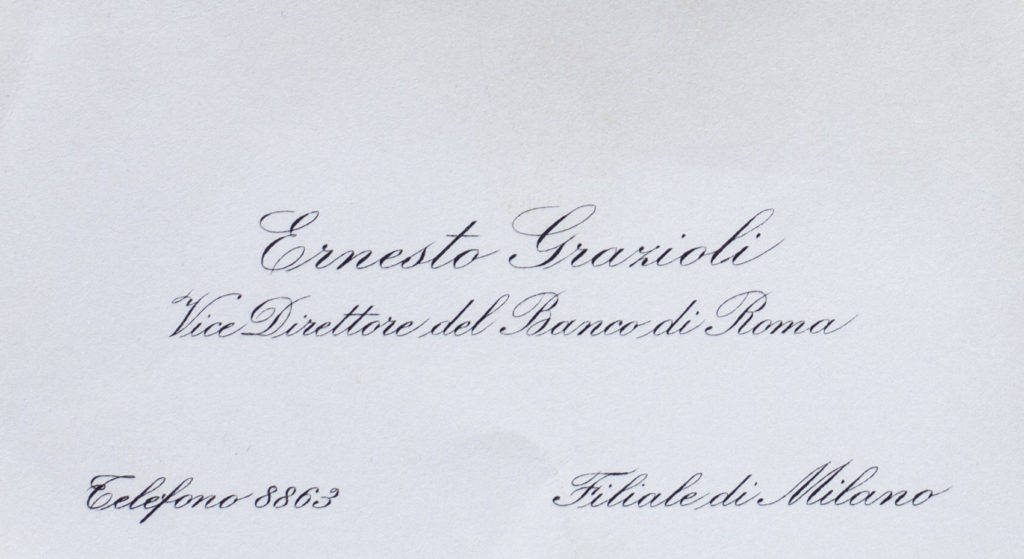 Ernesto Grazioli
Vice Direttore del Banco di Roma
Telefono 8863
Filiale di Milano